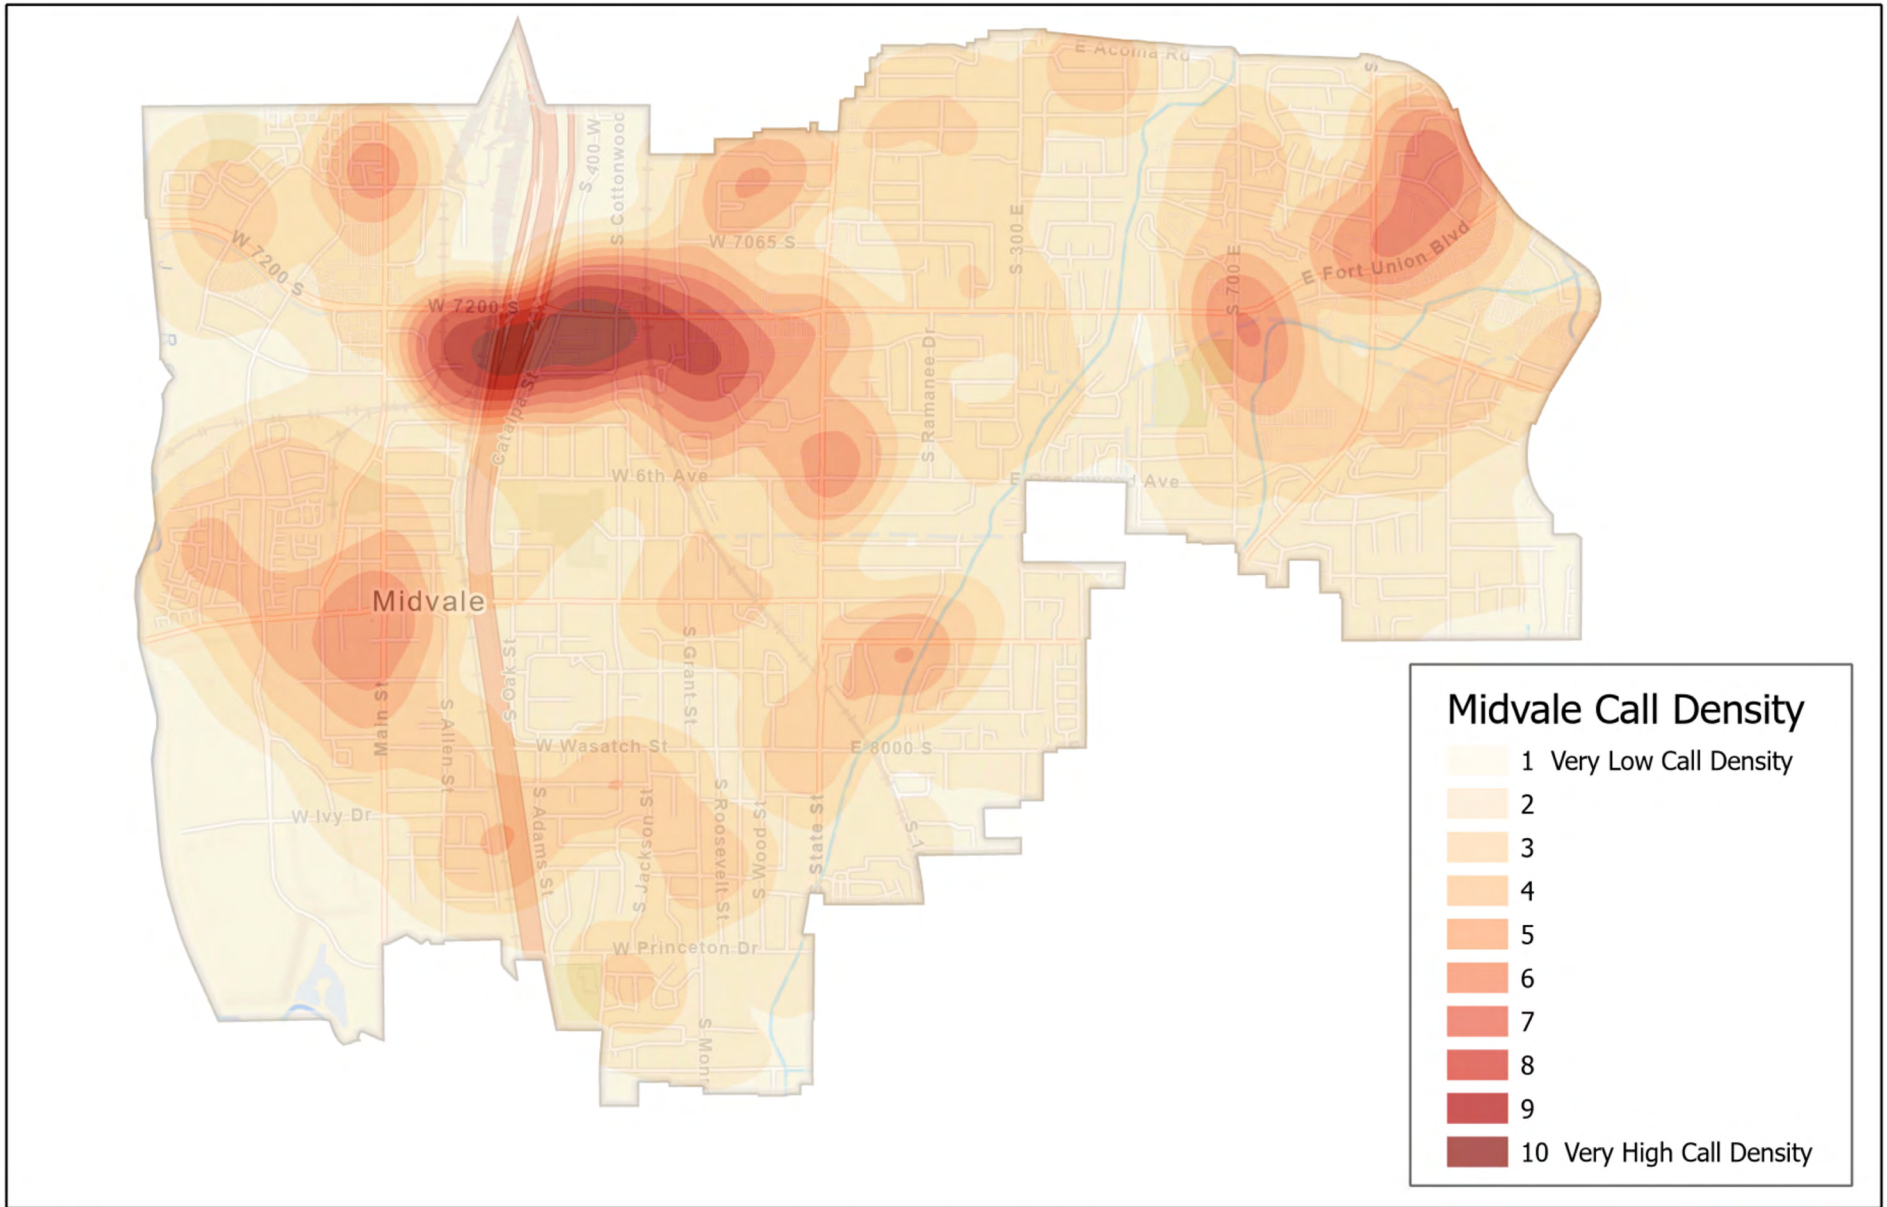 E Acoma Rd
S
S 400 W
S Cottonwood
W 7065 S
S 300 E
W 7200 S
S 700 E
E Fort Union Blvd
W 7200 S
J
R
Catalpa St
S Ramanee Dr
W 6th Ave
E Greenwood Ave
Midvale
S Oak St
S Grant St
Main St
S Allen St
W Wasatch St
E 8000 S
W Ivy Dr
S Adams St
S Jackson St
S Roosevelt St
S Wood St
State St
W Princeton Dr
S Monr
Midvale Call Density
1 Very Low Call Density
2
3
4
5
6
7
8
9
10 Very High Call Density